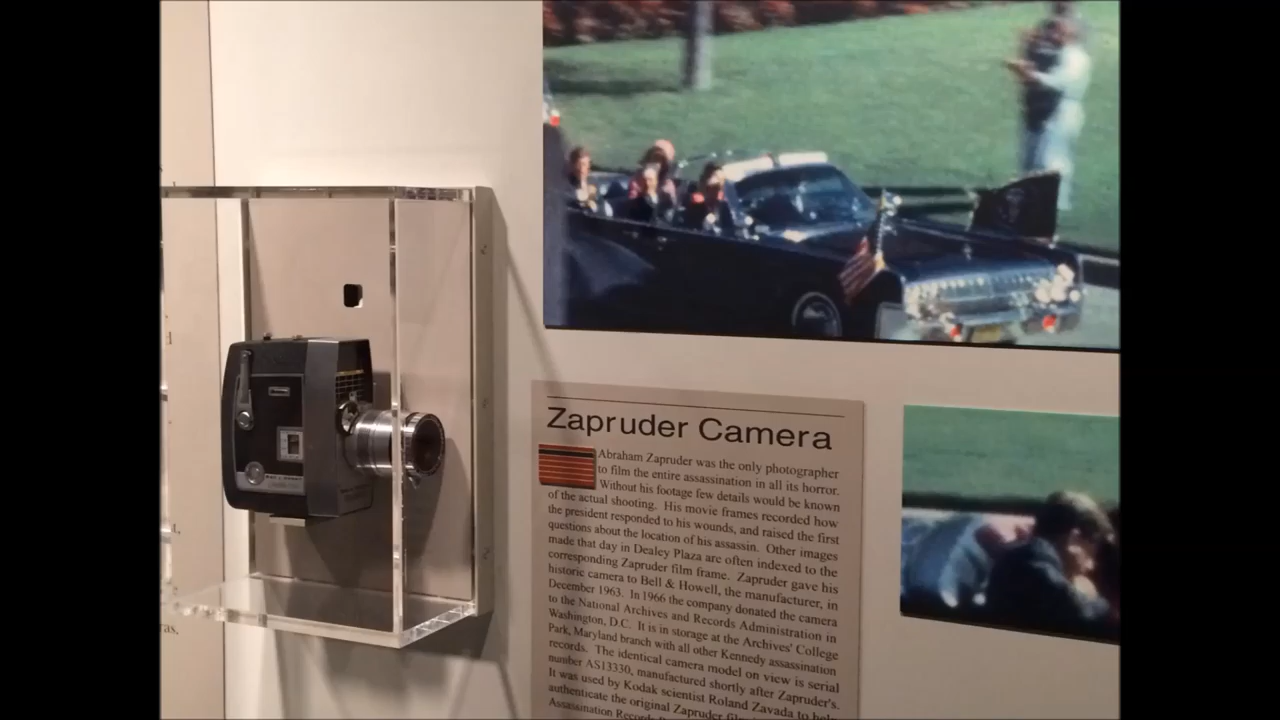 Zapruder Camera
Abraham Zapruder was the only photographer
to film the entire assassination in all its horror.
Without his footage few details would be known
of the actual shooting. His movie frames recorded how
the president responded to his wounds, and raised the first
questions about the location of his assassin. Other images
made that day in Dealey Plaza are often indexed to the
corresponding Zapruder film frame. Zapruder gave his
historic camera to Bell & Howell, the manufacturer, in
December 1963. In 1966 the company donated the camera
to the National Archives and Records Administration in
Washington, D.C. It is in storage at the Archives' College
Park, Maryland branch with all other Kennedy assassination
records. The identical camera model on view is serial
number AS13330, manufactured shortly after Zapruder's.
It was used by Kodak scientist Roland Zavada to help
authenticate the original Zapruder film
Assassination Records